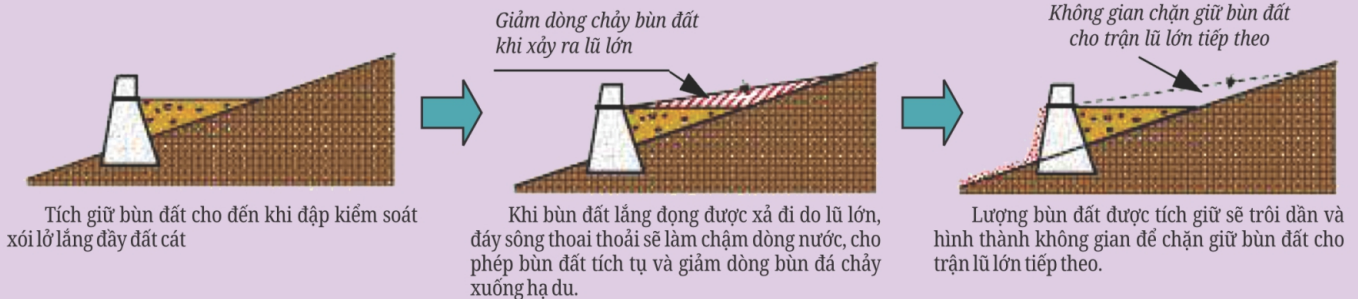 Giảm dòng chảy bùn đất
khi xảy ra lũ lớn
Không gian chặn giữ bùn đất
cho trận lũ lớn tiếp theo
Tích giữ bùn đất cho đến khi đập kiểm soát
xói lở lắng đầy đất cát
Khi bùn đất lắng đọng được xả đi do lũ lớn,
đáy sông thoai thoải sẽ làm chậm dòng nước, cho
phép bùn đất tích tụ và giảm dòng bùn đá chảy
xuống hạ du.
Lượng bùn đất được tích giữ sẽ trôi dần và
hình thành không gian để chặn giữ bùn đất cho
trận lũ lớn tiếp theo.